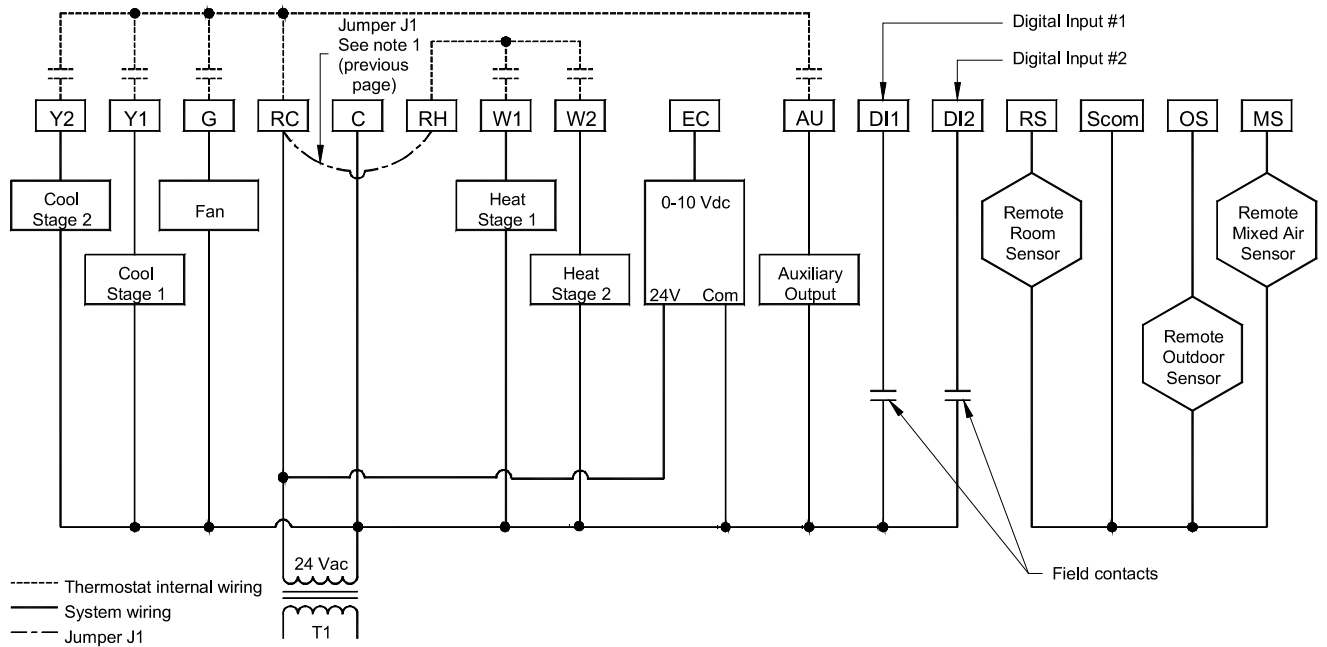 Jumper J1
See note 1
(previous
page)
Digital Input #1
Digital Input #2
Y2
Y1
G
RC
C
RH
W1
W2
EC
AU
DI1
DI2
RS
Scom
OS
MS
Cool
Stage 2
Fan
Heat
Stage 1
0-10 Vdc
24V
Com
Remote
Room
Sensor
Remote
Mixed Air
Sensor
Cool
Stage 1
Heat
Stage 2
Auxiliary
Output
Remote
Outdoor
Sensor
24 Vac
T1
Field contacts
Thermostat internal wiring
System wiring
Jumper J1